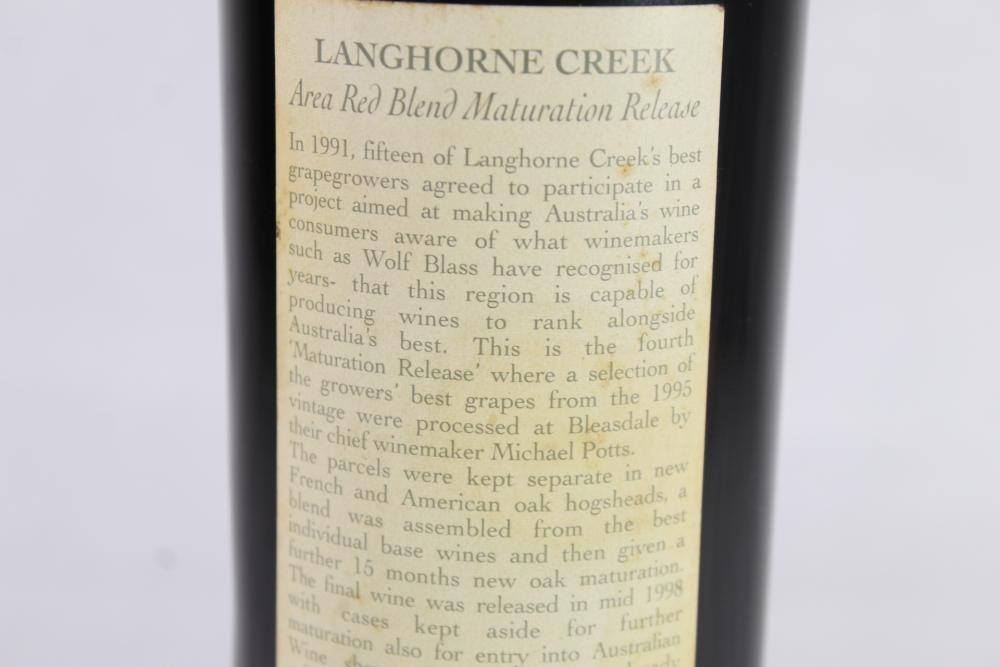 LANGHORNE CREEK
Area Red Blend Maturation Release
In 1991, fifteen of Langhorne Creek's best
grapegrowers agreed to participate in a
project aimed at making Australia's wine
consumers aware of what winemakers
such as Wolf Blass have recognised for
years- that this region is capable of
producing wines to rank alongside
Australia's best. This is the fourth
'Maturation Release' where a selection of
the growers' best grapes from the 1995
vintage were processed at Bleasdale by
their chief winemaker Michael Potts.
The parcels were kept separate in new
French and American oak hogsheads, a
blend was assembled from the best
individual base wines and then given a
further 15 months new oak maturation.
The final wine was released in mid 1998
with cases kept aside for further
maturation also for entry into Australian
Wine